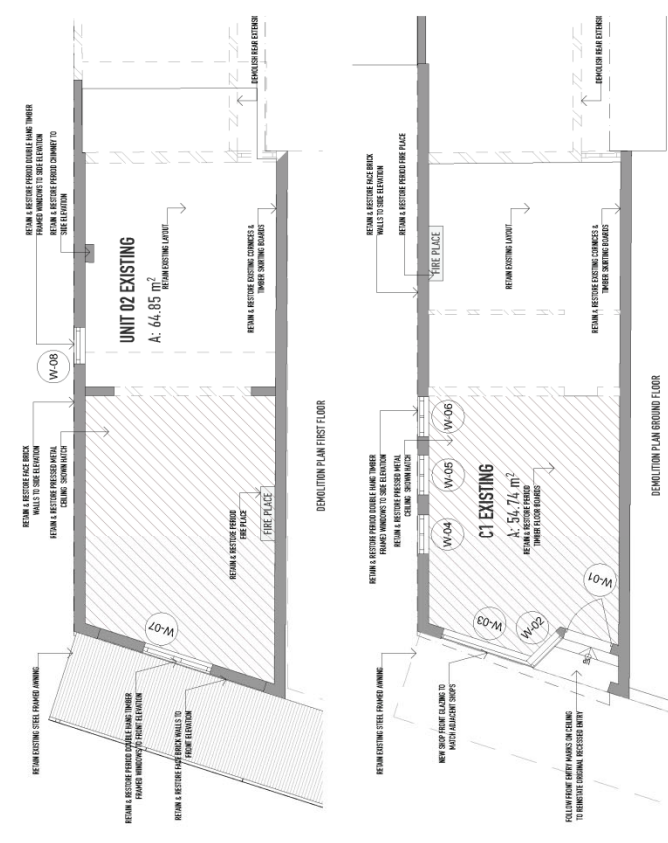 RETAIN & RESTORE PERIOD DOUBLE HANG TIMBER
FRAMED WINDOWS TO SIDE ELEVATION
RETAIN & RESTORE PERIOD CHIMNEY TO
SIDE ELEVATION
DEMOLISH REAR EXTENSI
RETAIN & RESTORE FACE BRICK
WALLS TO SIDE ELEVATION
RETAIN & RESTORE PRESSED METAL
CEILING SHOWN HATCH
W-08
UNIT 02 EXISTING
A: 64.85 m²
RETAIN EXISTING LAYOUT
RETAIN & RESTORE EXISTING CORNICES &
TIMBER SKIRTING BOARDS
RETAIN & RESTORE PERIOD
FIRE PLACE
FIRE PLACE
W-07
RETAIN EXISTING STEEL FRAMED AWNING
RETAIN & RESTORE PERIOD DOUBLE HANG TIMBER
FRAMED WINDOWS TO FRONT ELEVATION
RETAIN & RESTORE FACE BRICK WALLS TO
FRONT ELEVATION
DEMOLITION PLAN FIRST FLOOR
RETAIN & RESTORE FACE BRICK
WALLS TO SIDE ELEVATION
RETAIN & RESTORE PERIOD FIRE PLACE
FIRE PLACE
DEMOLISH REAR EXTENSI
RETAIN & RESTORE PERIOD DOUBLE HANG TIMBER
FRAMED WINDOWS TO SIDE ELEVATION
RETAIN & RESTORE PRESSED METAL
CEILING SHOWN HATCH
W-04
W-05
W-06
C1 EXISTING
A: 54.74 m²
RETAIN & RESTORE PERIOD
TIMBER FLOOR BOARDS
RETAIN EXISTING LAYOUT
RETAIN & RESTORE EXISTING CORNICES &
TIMBER SKIRTING BOARDS
W-03
W-02
W-01
RETAIN EXISTING STEEL FRAMED AWNING
NEW SHOP FRONT GLAZING TO
MATCH ADJACENT SHOPS
FOLLOW FRONT ENTRY MARKS ON CEILING
TO REINSTATE ORIGINAL RECESSED ENTRY
DEMOLITION PLAN GROUND FLOOR